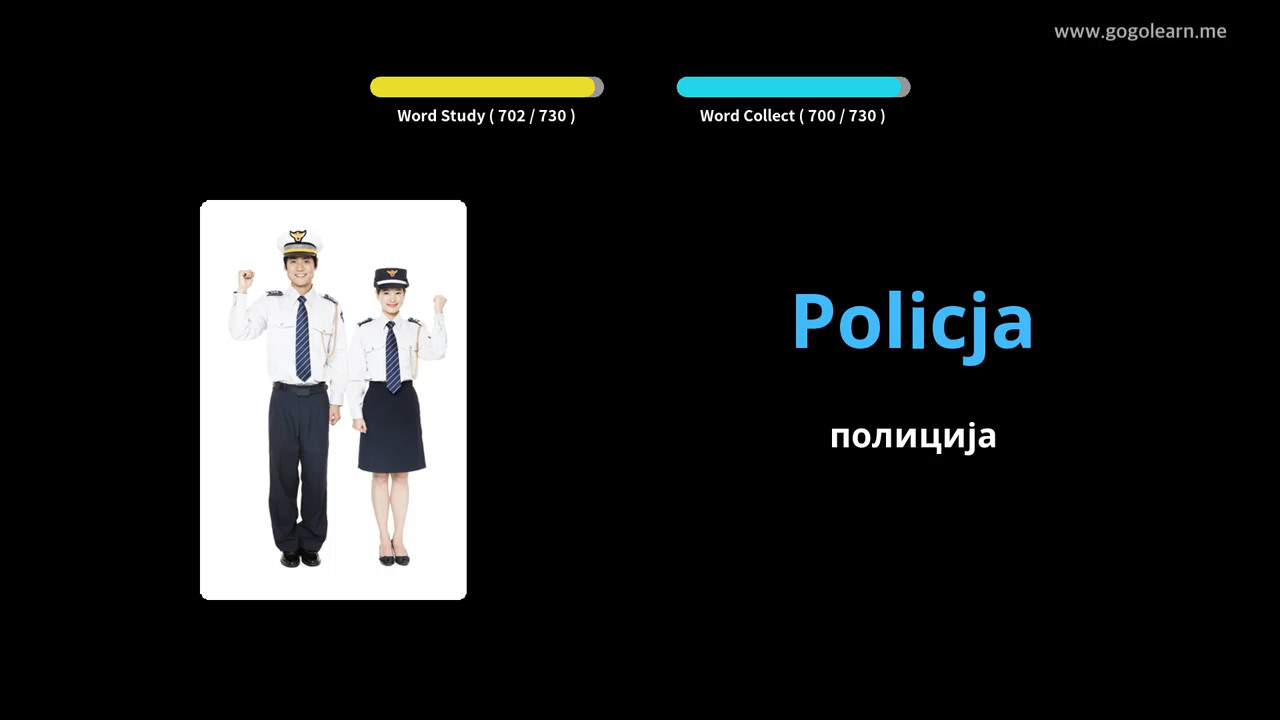 www.gogolearn.me
Word Study ( 702 / 730 )
Word Collect ( 700 / 730 )
Policja
полиција